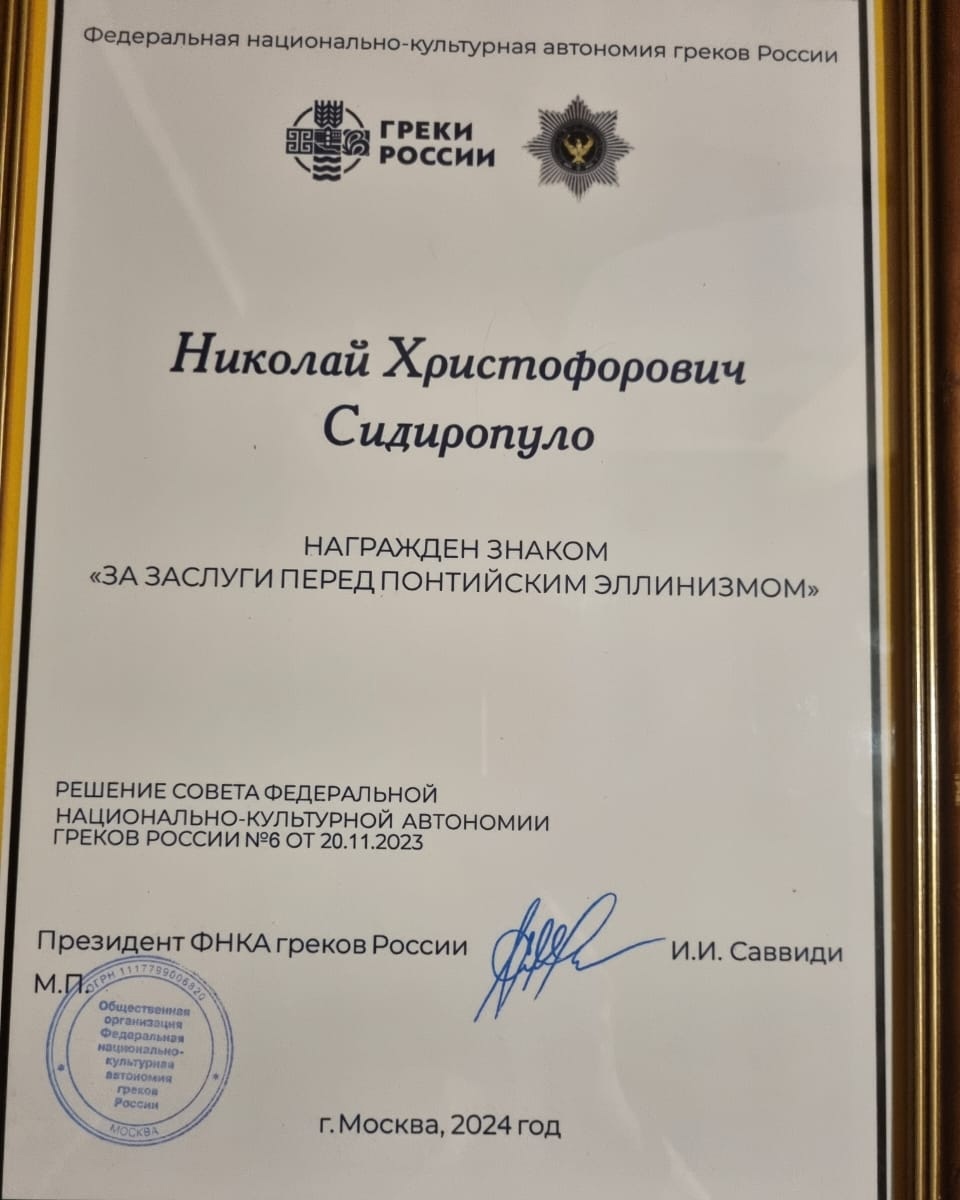 Федеральная национально-культурная автономия греков России
ГРЕКИ
РОССИИ
Николай Христофорович
Сидиропуло
НАГРАЖДЕН ЗНАКОМ
«ЗА ЗАСЛУГИ ПЕРЕД ПОНТИЙСКИМ ЭЛЛИНИЗМОМ»
РЕШЕНИЕ СОВЕТА ФЕДЕРАЛЬНОЙ
НАЦИОНАЛЬНО-КУЛЬТУРНОЙ АВТОНОМИИ
ГРЕКОВ РОССИИ №6 ОТ 20.11.2023
Президент ФНКА греков России
И.И. Саввиди
М.П.
ОГРН 1117799006820
Общественная
организация
Федеральная
национально-
культурная
автономия
греков
России
МОСКВА
г. Москва, 2024 год